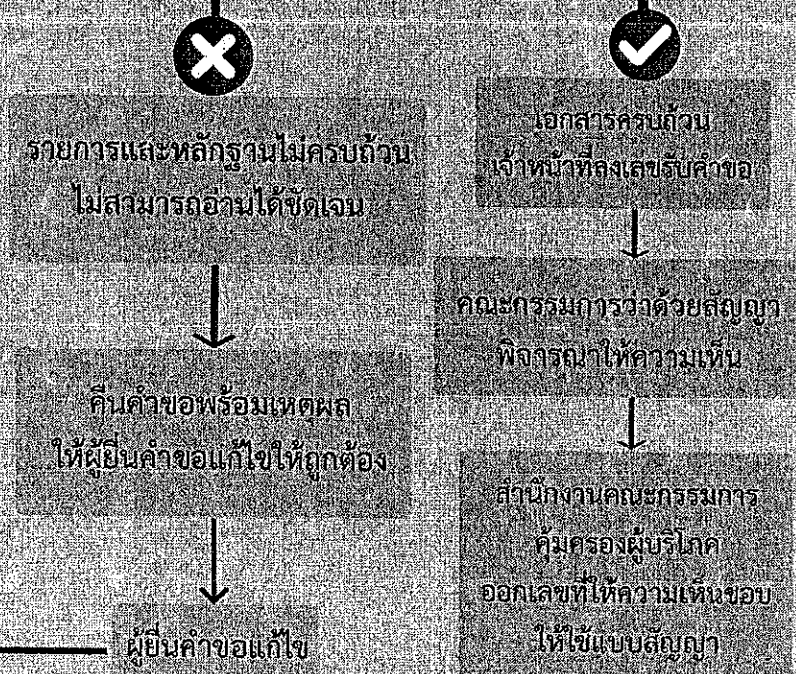 รายการและหลักฐานไม่ครบถ้วน
ไม่สามารถอ่านได้ชัดเจน
คืนคำขอพร้อมเหตุผล
ให้ผู้ยื่นคำขอแก้ไขให้ถูกต้อง
ผู้ยื่นคำขอแก้ไข
เอกสารครบถ้วน
เจ้าหน้าที่ลงเลขรับคำขอ
คณะกรรมการว่าด้วยสัญญา
พิจารณาให้ความเห็น
สำนักงานคณะกรรมการ
คุ้มครองผู้บริโภค
ออกเลขที่ให้ความเห็นชอบ
ให้ใช้แบบสัญญา